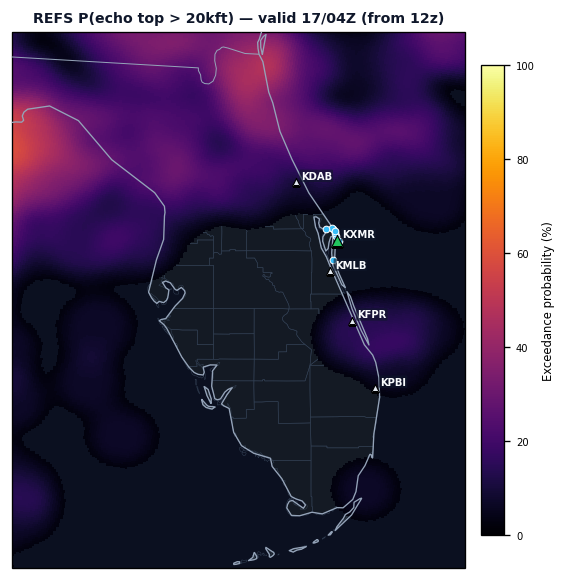 REFS P(echo top > 20kft) — valid 17/04Z (from 12z)
KDAB
KXMR
KMLB
KFPR
KPBI
100
80
60
40
20
0
Exceedance probability (%)